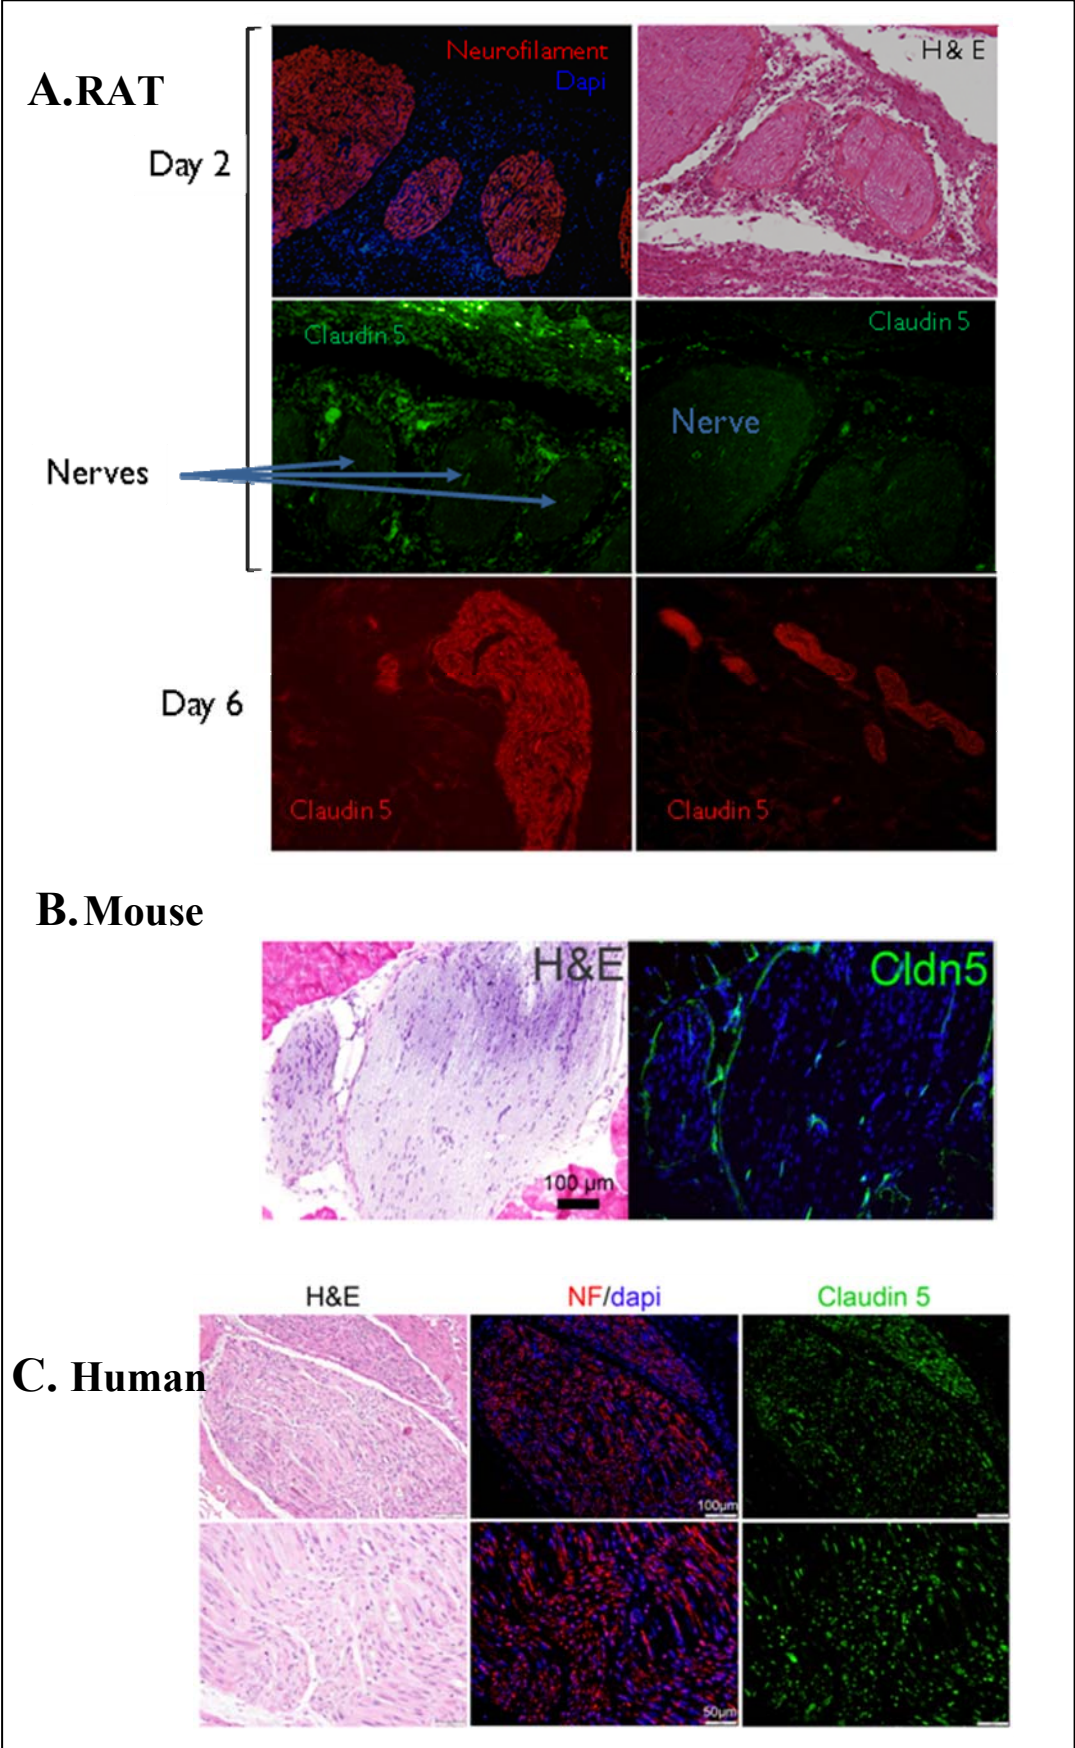 A.RAT
Day 2
Neurofilament
Dapi
H & E
Claudin 5
Claudin 5
Nerve
Nerves
Day 6
Claudin 5
Claudin 5
B. Mouse
H&E
Cldn5
100 µm
H&E
NF/dapi
Claudin 5
C. Human
100µm
50µm